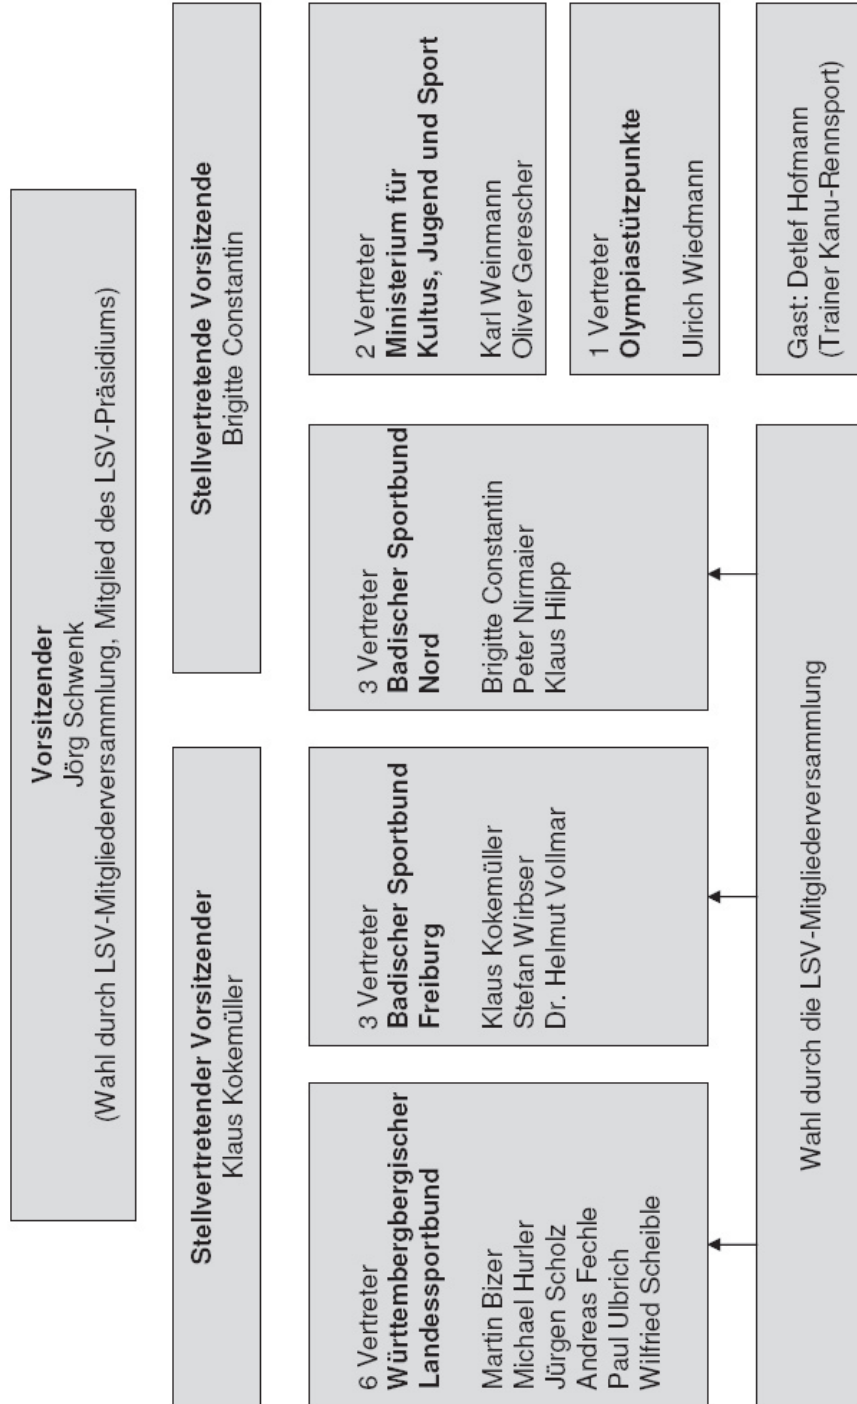 Vorsitzender
Jörg Schwenk
(Wahl durch LSV-Mitgliederversammlung, Mitglied des LSV-Präsidiums)
Stellvertretender Vorsitzender
Klaus Kokemüller
Stellvertretende Vorsitzende
Brigitte Constantin
6 Vertreter
Württembergbergischer
Landessportbund
Martin Bizer
Michael Hurler
Jürgen Scholz
Andreas Fechle
Paul Ulbrich
Wilfried Scheible
3 Vertreter
Badischer Sportbund
Freiburg
Klaus Kokemüller
Stefan Wirbser
Dr. Helmut Vollmar
3 Vertreter
Badischer Sportbund
Nord
Brigitte Constantin
Peter Nirmaier
Klaus Hilpp
2 Vertreter
Ministerium für
Kultus, Jugend und Sport
Karl Weinmann
Oliver Gerescher
1 Vertreter
Olympiastützpunkte
Ulrich Wiedmann
Wahl durch die LSV-Mitgliederversammlung
Gast: Detlef Hofmann
(Trainer Kanu-Rennsport)